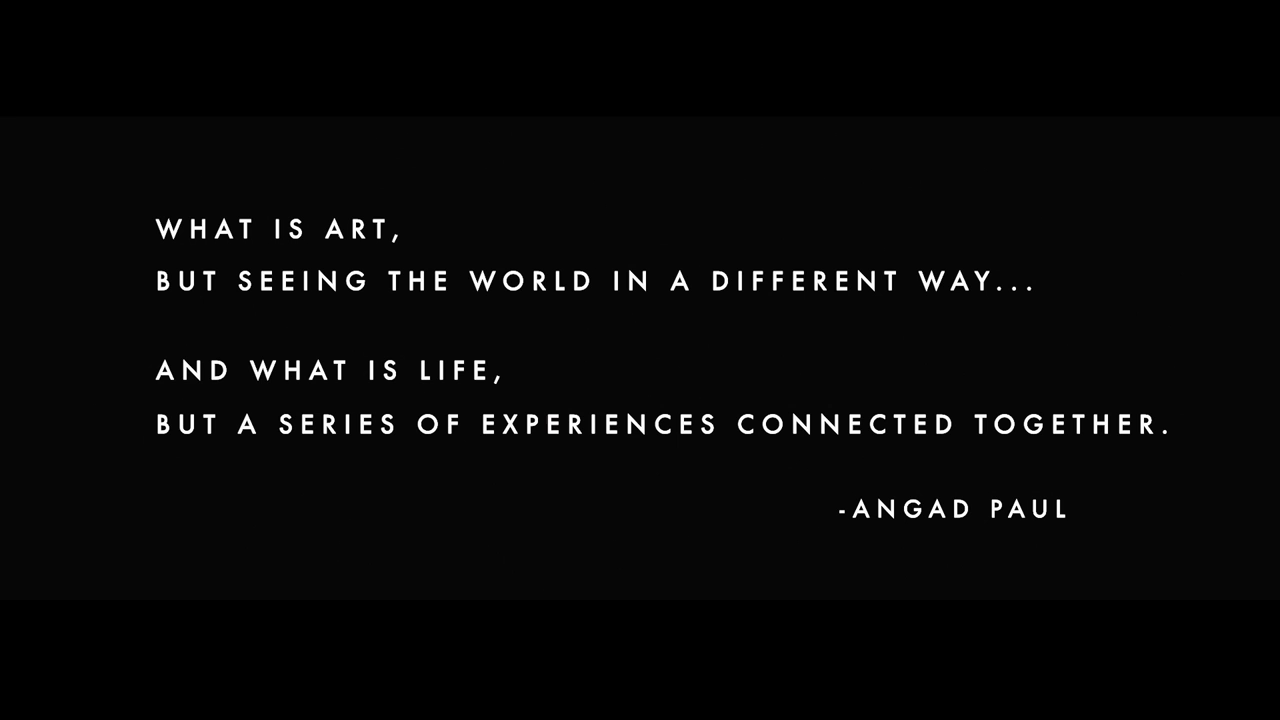 WHAT IS ART,
BUT SEEING THE WORLD IN A DIFFERENT WAY...
AND WHAT IS LIFE,
BUT A SERIES OF EXPERIENCES CONNECTED TOGETHER.
-ANGAD PAUL